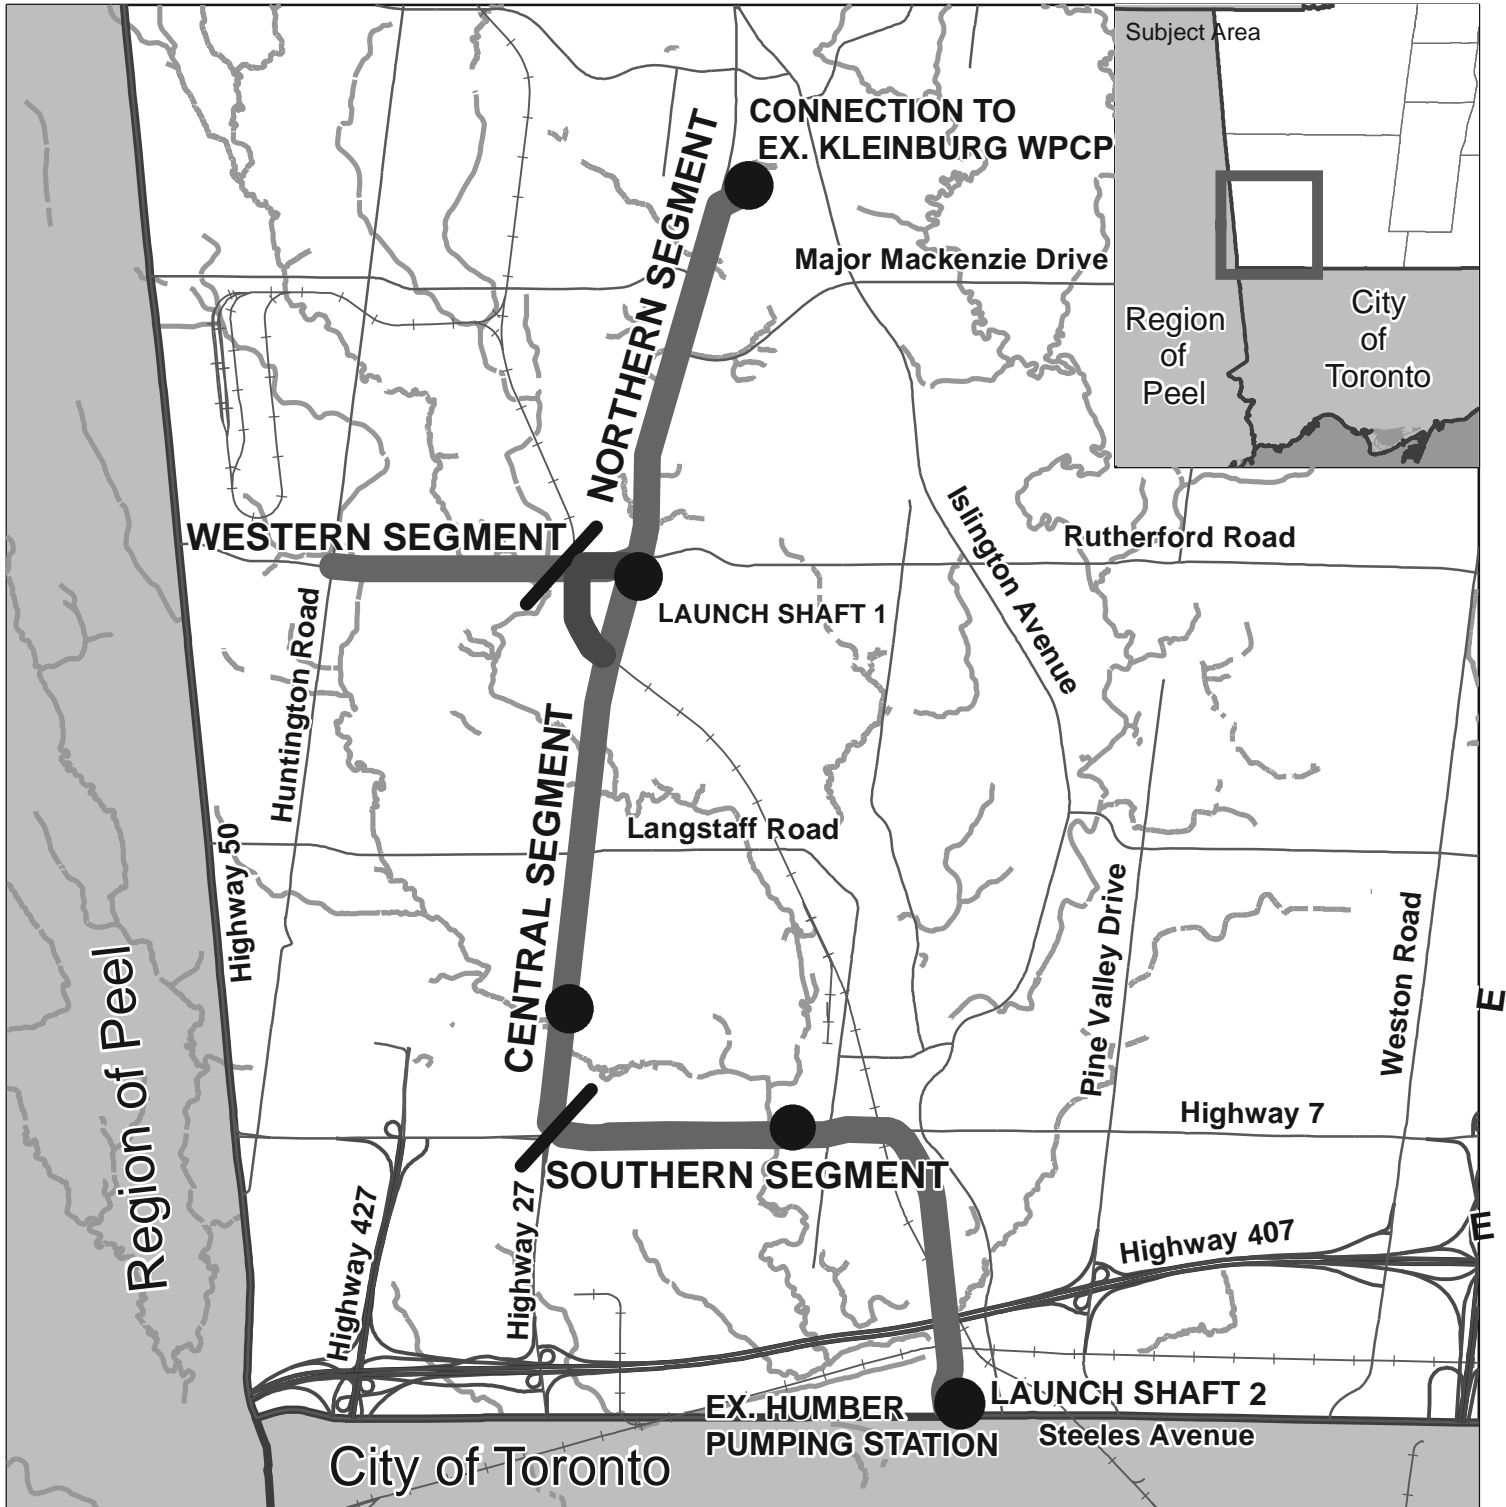 Subject Area
CONNECTION TO
EX. KLEINBURG WPCP
NORTHERN SEGMENT
Major Mackenzie Drive
Region
of
Peel
City
of
Toronto
WESTERN SEGMENT
Islington Avenue
Rutherford Road
LAUNCH SHAFT 1
Huntington Road
CENTRAL SEGMENT
Langstaff Road
Highway 50
Pine Valley Drive
Weston Road
E
Region of Peel
Highway 7
SOUTHERN SEGMENT
Highway 427
Highway 27
Highway 407
E
LAUNCH SHAFT 2
EX. HUMBER
PUMPING STATION
Steeles Avenue
City of Toronto